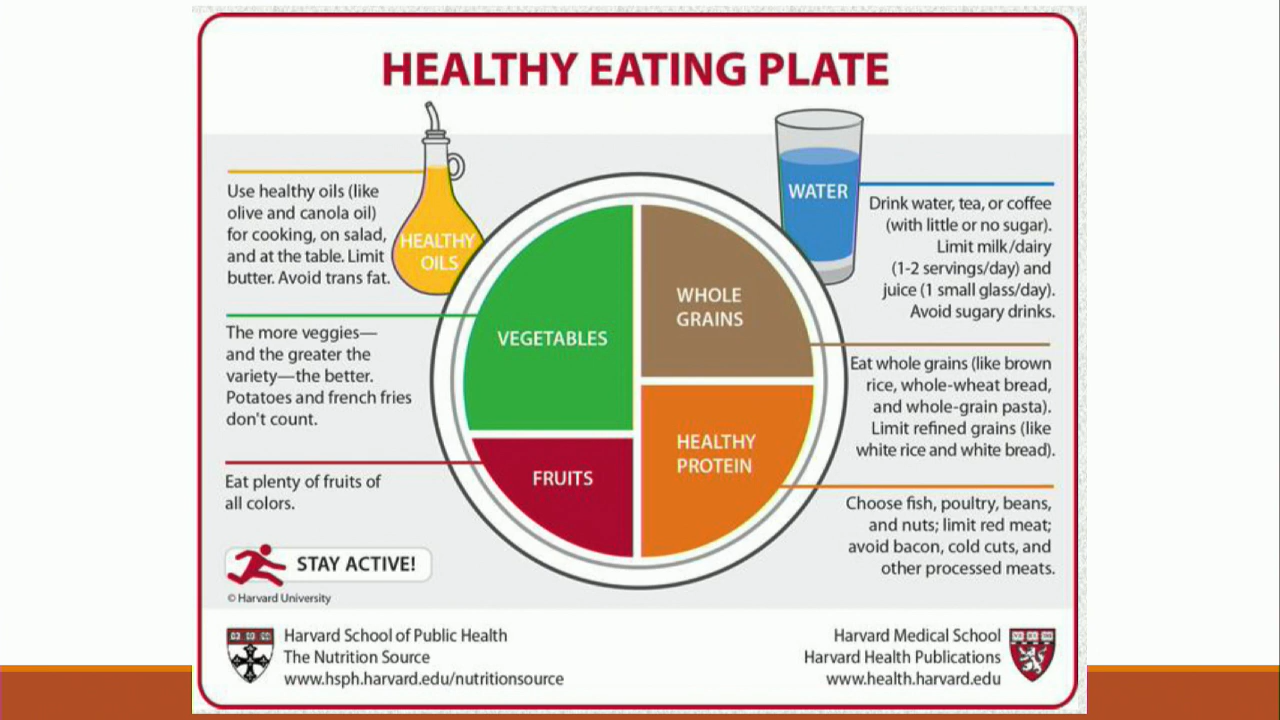 HEALTHY EATING PLATE
Use healthy oils (like
olive and canola oil)
for cooking, on salad,
and at the table. Limit
butter. Avoid trans fat.
HEALTHY
OILS
The more veggies—
and the greater the
variety—the better.
Potatoes and french fries
don't count.
Eat plenty of fruits of
all colors.
VEGETABLES
FRUITS
WHOLE
GRAINS
HEALTHY
PROTEIN
WATER
Drink water, tea, or coffee
(with little or no sugar).
Limit milk/dairy
(1-2 servings/day) and
juice (1 small glass/day).
Avoid sugary drinks.
Eat whole grains (like brown
rice, whole-wheat bread,
and whole-grain pasta).
Limit refined grains (like
white rice and white bread).
Choose fish, poultry, beans,
and nuts; limit red meat;
avoid bacon, cold cuts, and
other processed meats.
STAY ACTIVE!
© Harvard University
Harvard School of Public Health
The Nutrition Source
www.hsph.harvard.edu/nutritionsource
Harvard Medical School
Harvard Health Publications
www.health.harvard.edu